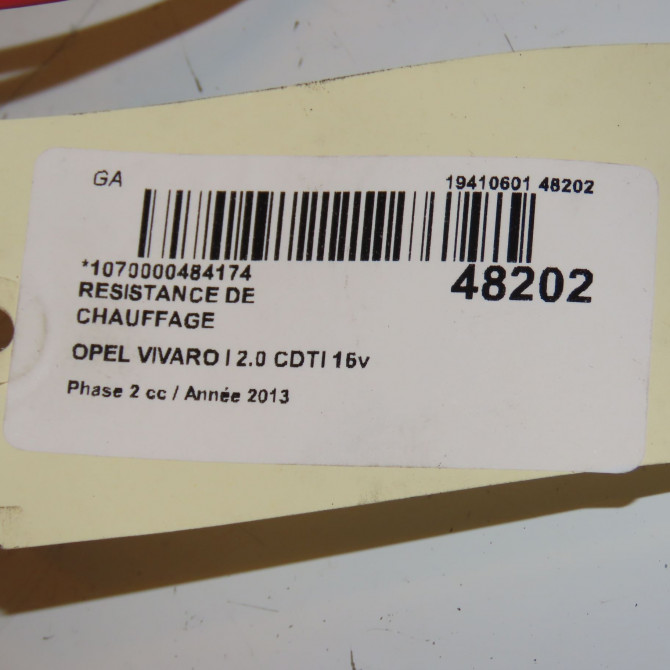 GA
19410601 48202
*1070000484174
48202
RESISTANCE DE
CHAUFFAGE
OPEL VIVARO I 2.0 CDTI 16v
Phase 2 cc / Année 2013